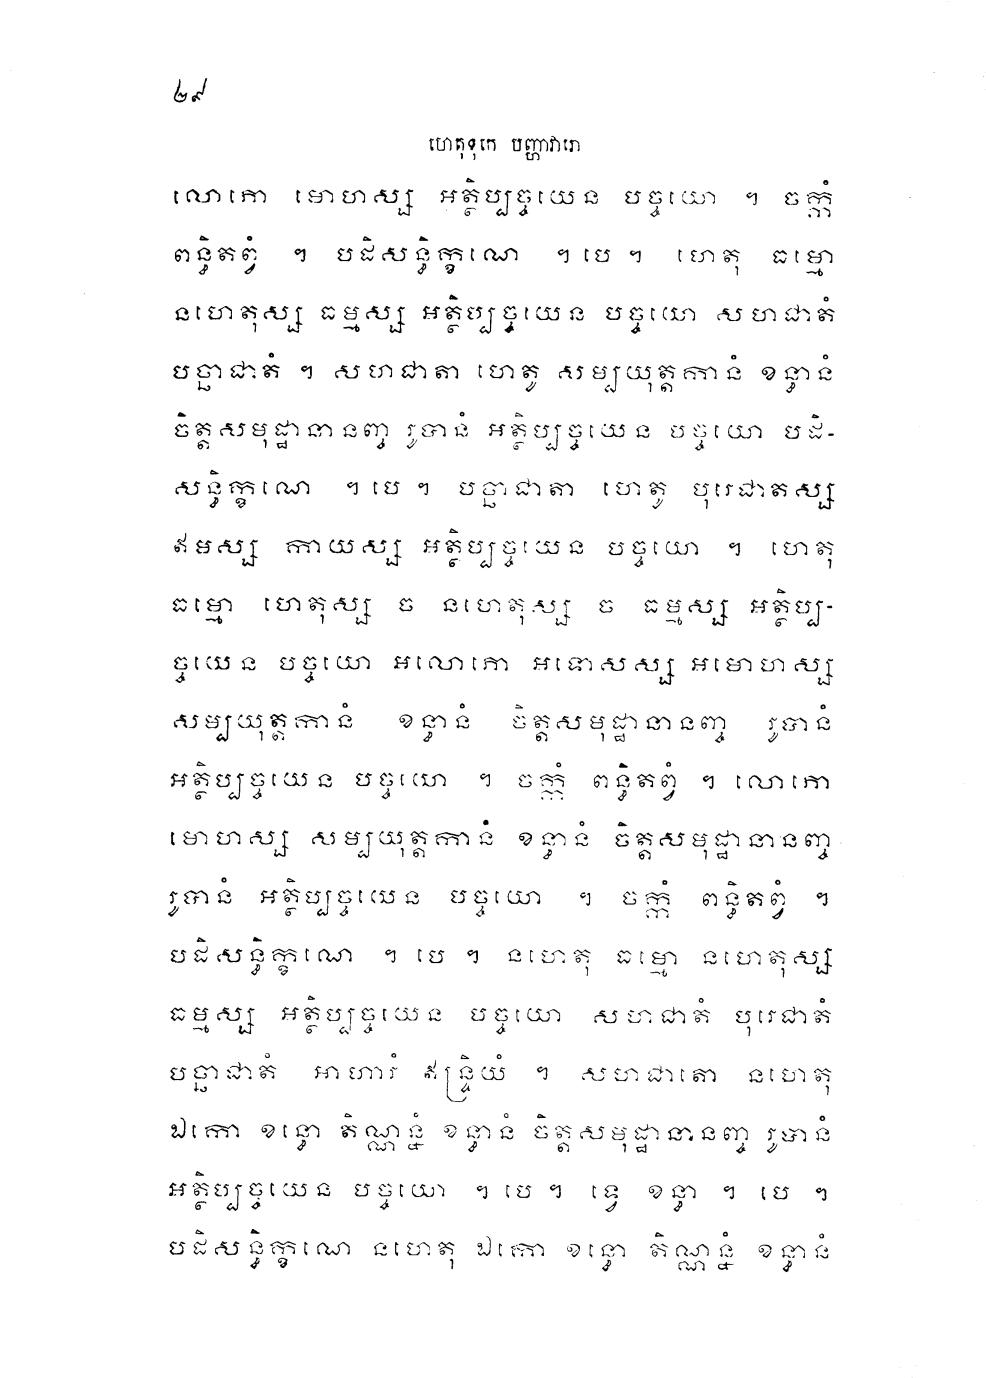 ២៩
ហេតុទុកេ បញ្ហាវារោ
លោភោ មោហស្ស អត្ថិប្បច្ចយេន បច្ចយោ ។ ចក្កំ
ពន្ធិតព្វំ ។ បដិសន្ធិក្ខណេ ។ បេ ។ ហេតុ ធម្មោ
នហេតុស្ស ធម្មស្ស អត្ថិប្បច្ចយេន បច្ចយោ សហជាតំ
បច្ឆាជាតំ ។ សហជាតា ហេតូ សម្បយុត្តកានំ ខន្ធានំ
ចិត្តសមុដ្ឋានានញ្ច រូបានំ អត្ថិប្បច្ចយេន បច្ចយោ បដិ-
សន្ធិក្ខណេ ។ បេ ។ បច្ឆាជាតា ហេតូ បុរេជាតស្ស
ឥមស្ស កាយស្ស អត្ថិប្បច្ចយេន បច្ចយោ ។ ហេតុ
ធម្មោ ហេតុស្ស ច នហេតុស្ស ច ធម្មស្ស អត្ថិប្ប-
ច្ចយេន បច្ចយោ អលោភោ អទោសស្ស អមោហស្ស
សម្បយុត្តកានំ ខន្ធានំ ចិត្តសមុដ្ឋានានញ្ច រូបានំ
អត្ថិប្បច្ចយេន បច្ចយោ ។ ចក្កំ ពន្ធិតព្វំ ។ លោភោ
មោហស្ស សម្បយុត្តកានំ ខន្ធានំ ចិត្តសមុដ្ឋានានញ្ច
រូបានំ អត្ថិប្បច្ចយេន បច្ចយោ ។ ចក្កំ ពន្ធិតព្វំ ។
បដិសន្ធិក្ខណេ ។ បេ ។ នហេតុ ធម្មោ នហេតុស្ស
ធម្មស្ស អត្ថិប្បច្ចយេន បច្ចយោ សហជាតំ បុរេជាតំ
បច្ឆាជាតំ អាហារំ ឥន្ទ្រិយំ ។ សហជាតោ នហេតុ
ឯកោ ខន្ធោ តិណ្ណន្នំ ខន្ធានំ ចិត្តសមុដ្ឋានានញ្ច រូបានំ
អត្ថិប្បច្ចយេន បច្ចយោ ។ បេ ។ ទ្វេ ខន្ធា ។ បេ ។
បដិសន្ធិក្ខណេ នហេតុ ឯកោ ខន្ធោ តិណ្ណន្នំ ខន្ធានំ